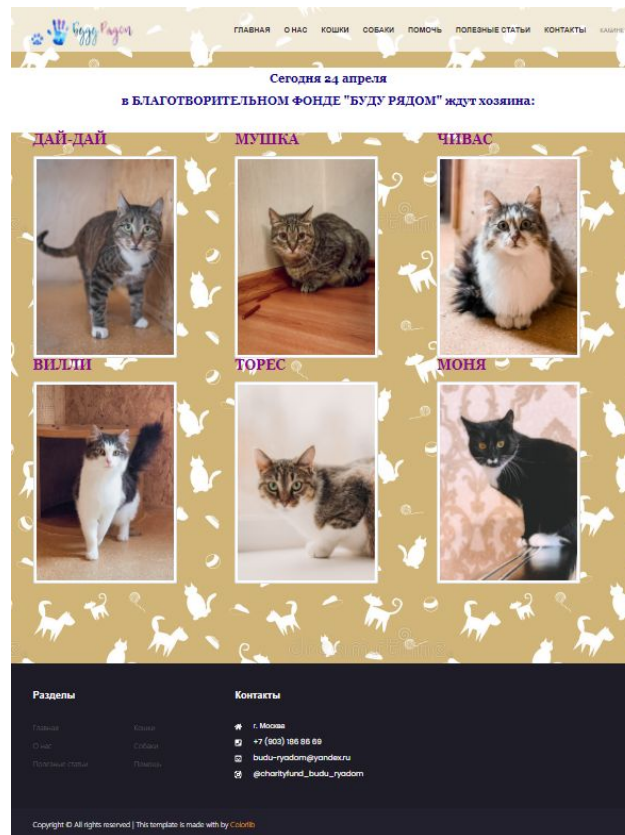 Буду Рядом
ГЛАВНАЯ О НАС КОШКИ СОБАКИ ПОМОЧЬ ПОЛЕЗНЫЕ СТАТЬИ КОНТАКТЫ
Сегодня 24 апреля
в БЛАГОТВОРИТЕЛЬНОМ ФОНДЕ "БУДУ РЯДОМ" ждут хозяина:
ДАЙ-ДАЙ МУШКА ЧИВАС
ВИЛЛИ ТОРЕС МОНЯ
Разделы Контакты
Главная Кошки г. Москва
О нас Собаки +7 (903) 186 86 69
Полезные статьи Помощь budu-ryadom@yandex.ru
@charityfund_budu_ryadom
Copyright © All rights reserved | This template is made with by Colorlib